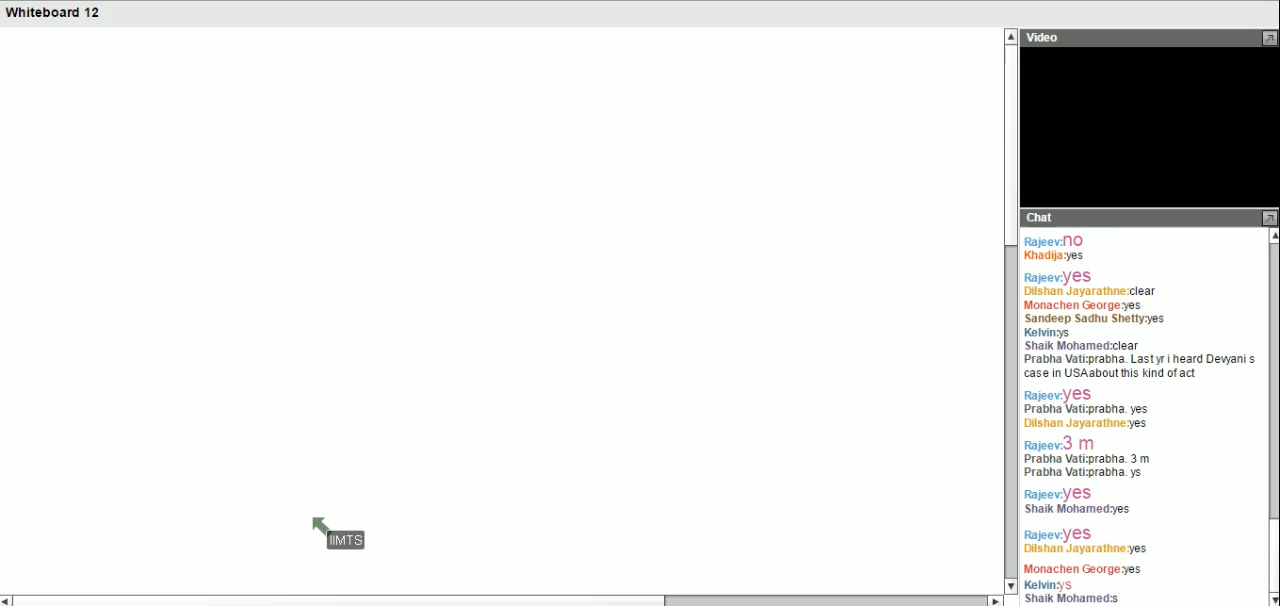 Whiteboard 12
Video
Chat
Rajeev:no
Khadija:yes
Rajeev:yes
Dilshan Jayarathne:clear
Monachen George:yes
Sandeep Sadhu Shetty:yes
Kelvin:ys
Shaik Mohamed:clear
Prabha Vati:prabha. Last yr i heard Devyani s
case in USAabout this kind of act
Rajeev:yes
Prabha Vati:prabha. yes
Dilshan Jayarathne:yes
Rajeev:3 m
Prabha Vati:prabha. 3 m
Prabha Vati:prabha. ys
Rajeev:yes
Shaik Mohamed:yes
Rajeev:yes
Dilshan Jayarathne:yes
Monachen George:yes
Kelvin:ys
Shaik Mohamed:s
IIMTS